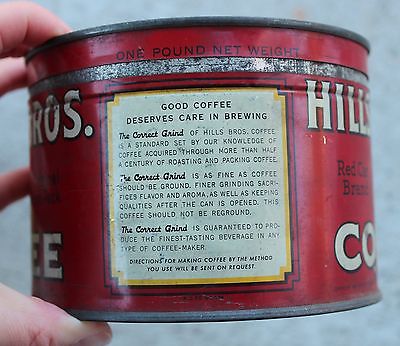 ONE POUND NET WEIGHT
ROS.
EE
GOOD COFFEE
DESERVES CARE IN BREWING
The Correct Grind OF HILLS BROS. COFFEE
IS A STANDARD SET BY OUR KNOWLEDGE OF
COFFEE ACQUIRED THROUGH MORE THAN HALF
A CENTURY OF ROASTING AND PACKING COFFEE.
The Correct Grind IS AS FINE AS COFFEE
SHOULD BE GROUND. FINER GRINDING SACRI-
FICES FLAVOR AND AROMA, AS WELL AS KEEPING
QUALITIES AFTER THE CAN IS OPENED. THIS
COFFEE SHOULD NOT BE REGROUND.
The Correct Grind IS GUARANTEED TO PRO-
DUCE THE FINEST-TASTING BEVERAGE IN ANY
TYPE OF COFFEE-MAKER.
DIRECTIONS FOR MAKING COFFEE BY THE METHOD
YOU USE WILL BE SENT ON REQUEST.
HILLS
Red Can
Brand
CO